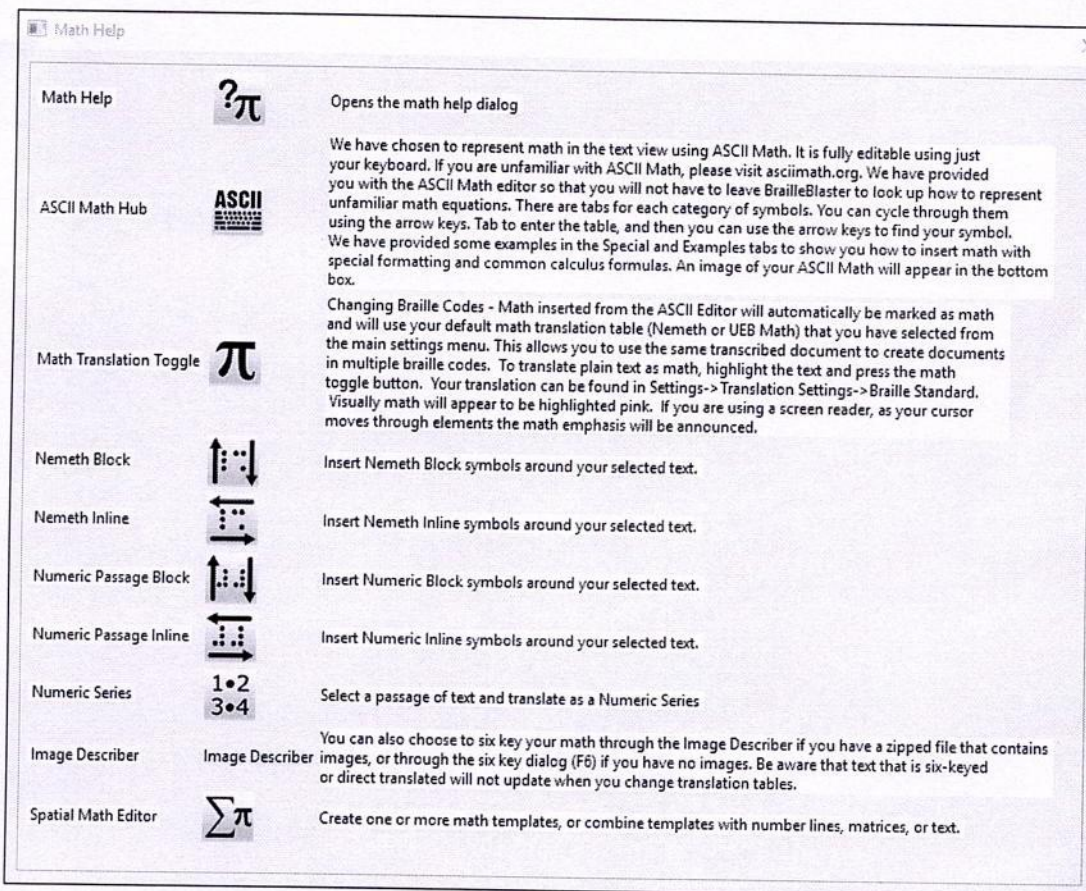 Math Help
Math Help ?π Opens the math help dialog
We have chosen to represent math in the text view using ASCII Math. It is fully editable using just
your keyboard. If you are unfamiliar with ASCII Math, please visit asciimath.org. We have provided
you with the ASCII Math editor so that you will not have to leave BrailleBlaster to look up how to represent
ASCII Math Hub ASCII unfamiliar math equations. There are tabs for each category of symbols. You can cycle through them
using the arrow keys. Tab to enter the table, and then you can use the arrow keys to find your symbol.
We have provided some examples in the Special and Examples tabs to show you how to insert math with
special formatting and common calculus formulas. An image of your ASCII Math will appear in the bottom
box.
Changing Braille Codes - Math inserted from the ASCII Editor will automatically be marked as math
and will use your default math translation table (Nemeth or UEB Math) that you have selected from
the main settings menu. This allows you to use the same transcribed document to create documents
Math Translation Toggle π in multiple braille codes. To translate plain text as math, highlight the text and press the math
toggle button. Your translation can be found in Settings->Translation Settings->Braille Standard.
Visually math will appear to be highlighted pink. If you are using a screen reader, as your cursor
moves through elements the math emphasis will be announced.
Nemeth Block Insert Nemeth Block symbols around your selected text.
Nemeth Inline Insert Nemeth Inline symbols around your selected text.
Numeric Passage Block Insert Numeric Block symbols around your selected text.
Numeric Passage Inline Insert Numeric Inline symbols around your selected text.
Numeric Series 1•2
3•4 Select a passage of text and translate as a Numeric Series
You can also choose to six key your math through the Image Describer if you have a zipped file that contains
Image Describer Image Describer images, or through the six key dialog (F6) if you have no images. Be aware that text that is six-keyed
or direct translated will not update when you change translation tables.
Spatial Math Editor ∑π Create one or more math templates, or combine templates with number lines, matrices, or text.